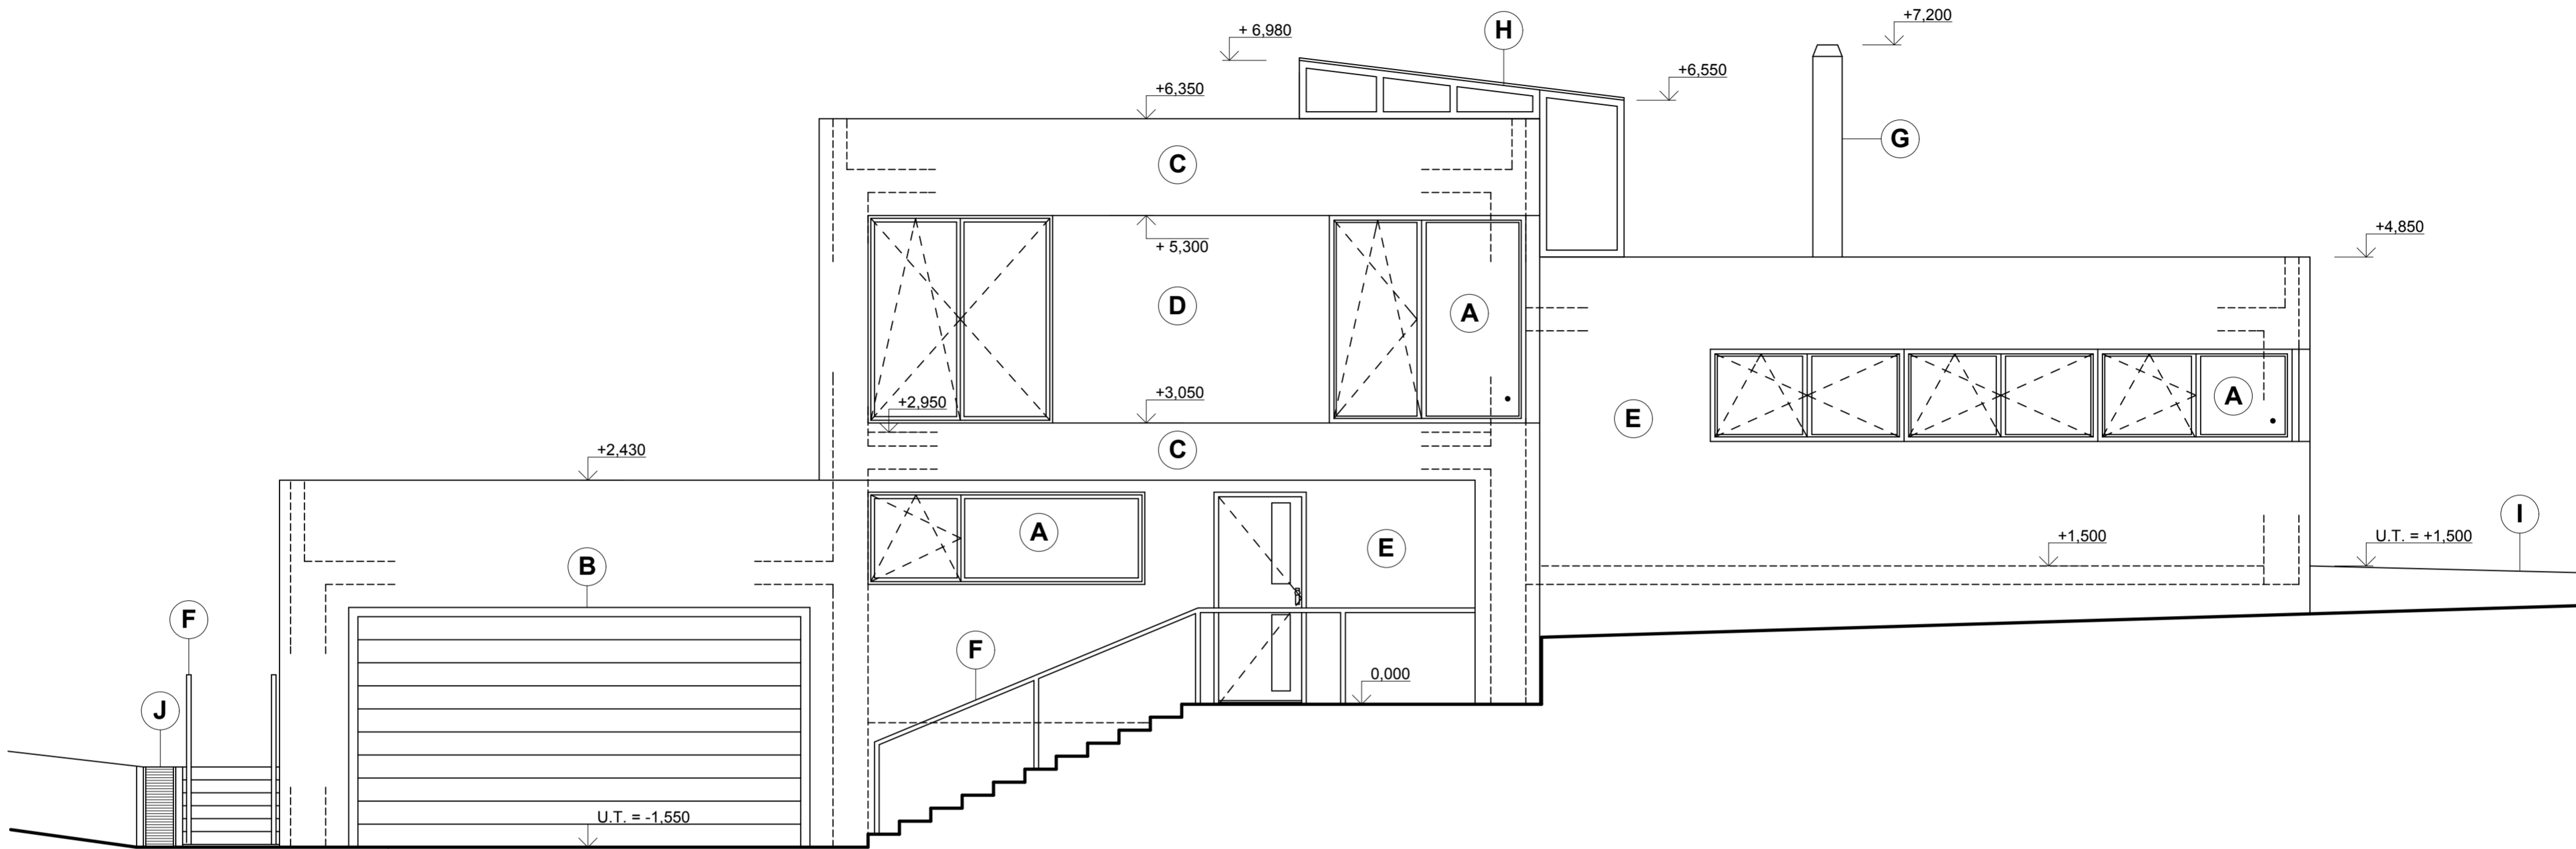 +7,200
+ 6,980
H
+6,550
+6,350
G
C
+4,850
+ 5,300
D
A
+3,050
A
+2,950
E
C
+2,430
I
A
+1,500
U.T. = +1,500
E
B
F
F
0,000
J
U.T. = -1,550